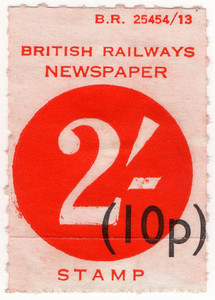 B.R. 25454/13
BRITISH RAILWAYS
NEWSPAPER
2/-
(10p)
STAMP